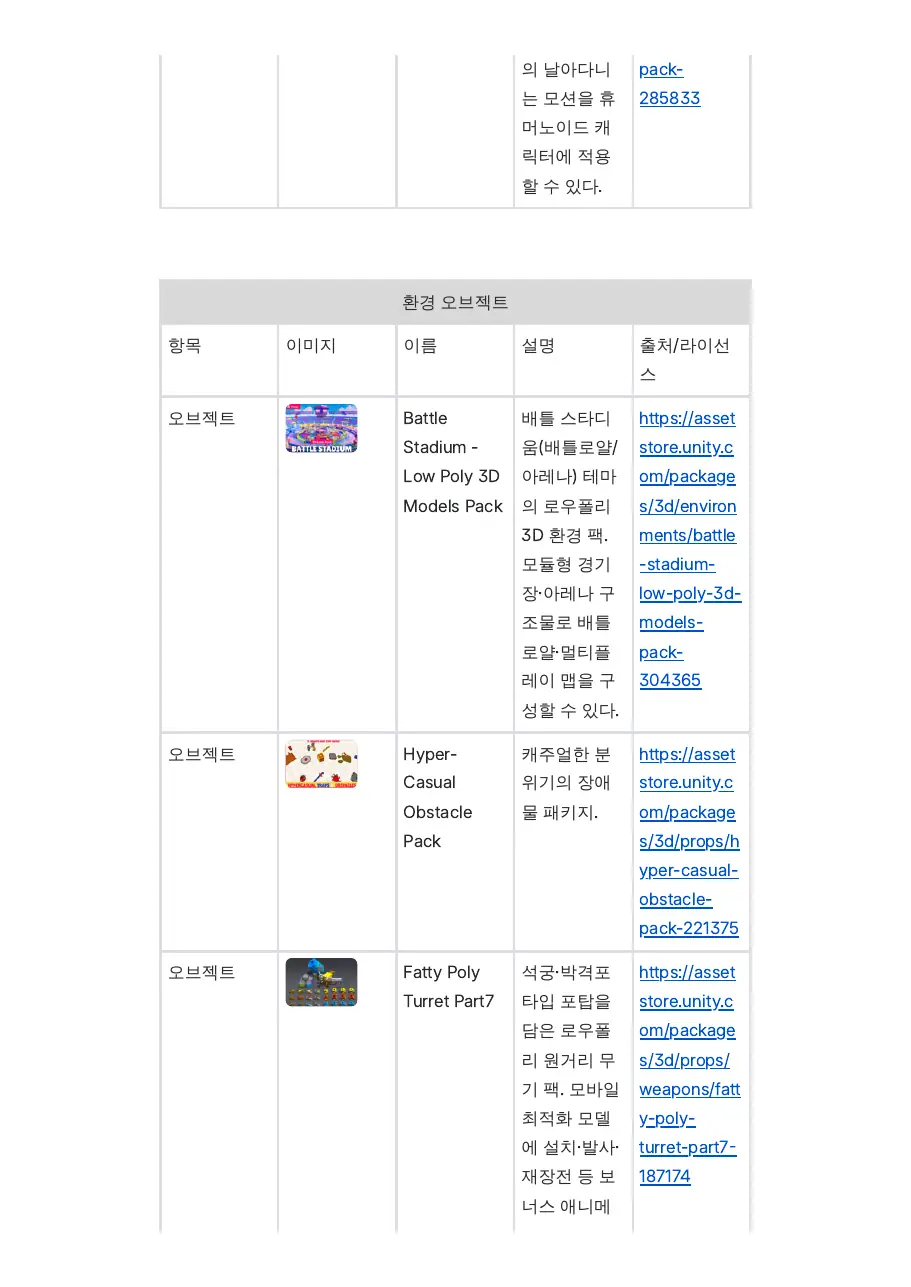 의 날아다니
는 모션을 휴
머노이드 캐
릭터에 적용
할 수 있다.
pack-
285833
환경 오브젝트
항목
이미지
이름
설명
출처/라이선
스
오브젝트
BATTLE STADIUM
Battle
Stadium -
Low Poly 3D
Models Pack
배틀 스타디
움(배틀로얄/
아레나) 테마
의 로우폴리
3D 환경 팩.
모듈형 경기
장·아레나 구
조물로 배틀
로얄·멀티플
레이 맵을 구
성할 수 있다.
https://asset
store.unity.c
om/package
s/3d/environ
ments/battle
-stadium-
low-poly-3d-
models-
pack-
304365
오브젝트
Hyper-
Casual
Obstacle
Pack
캐주얼한 분
위기의 장애
물 패키지.
https://asset
store.unity.c
om/package
s/3d/props/h
yper-casual-
obstacle-
pack-221375
오브젝트
Fatty Poly
Turret Part7
석궁·박격포
타입 포탑을
담은 로우폴
리 원거리 무
기 팩. 모바일
최적화 모델
에 설치·발사·
재장전 등 보
너스 애니메
https://asset
store.unity.c
om/package
s/3d/props/
weapons/fatt
y-poly-
turret-part7-
187174